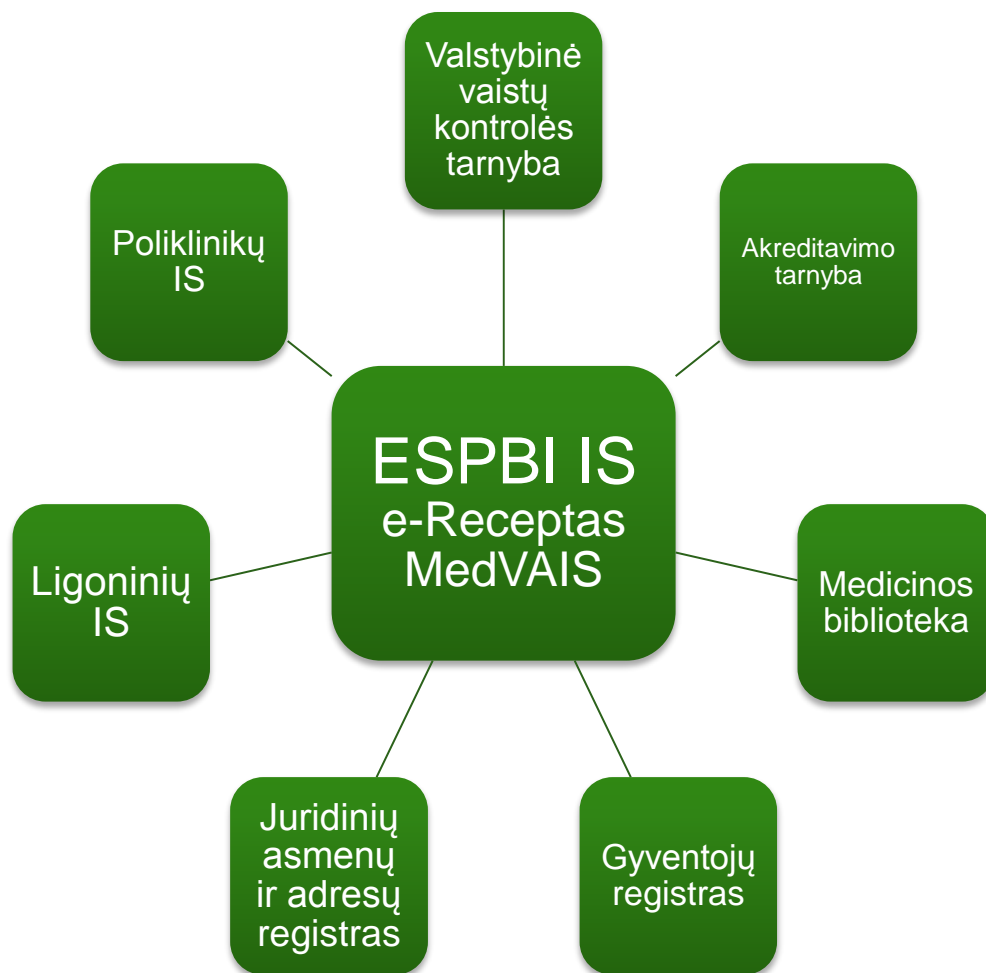 Valstybinė
vaistų
kontrolės
tarnyba
Poliklinikų
IS
Akreditavimo
tarnyba
ESPBI IS
e-Receptas
MedVAIS
Ligoninių
IS
Medicinos
biblioteka
Juridinių
asmenų
ir adresų
registras
Gyventojų
registras